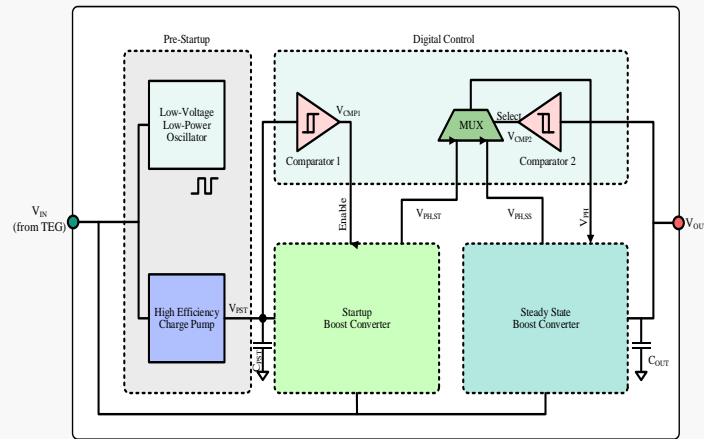 Pre-Startup
Digital Control
Low-Voltage
Low-Power
Oscillator
V_CMP1
Comparator 1
MUX
Select
V_CMP2
Comparator 2
V_IN
(from TEG)
Enable
V_PH,ST
V_PH,SS
V_PH
V_OU
High Efficiency
Charge Pump
V_PST
C_PST
Startup
Boost Converter
Steady State
Boost Converter
C_OUT